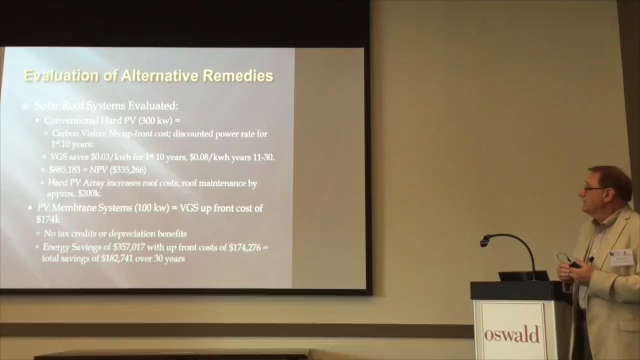 Evaluation of Alternative Remedies
Solar Roof Systems Evaluated:
Conventional Hard PV (300 kw) =
Carbon Vision: No up-front cost; discounted power rate for
1st 10 years:
VGS saves $0.03/kwh for 1st 10 years, $0.08/kwh years 11-30.
= NPV ($335,266)
Hard PV Array increases roof costs, roof maintenance by
approx. $200k.
PV Membrane Systems (100 kw) = VGS up front cost of
$174k
No tax credits or depreciation benefits
Energy Savings of $357,017 with up front costs of $174,276 =
total savings of $182,741 over 30 years
oswald